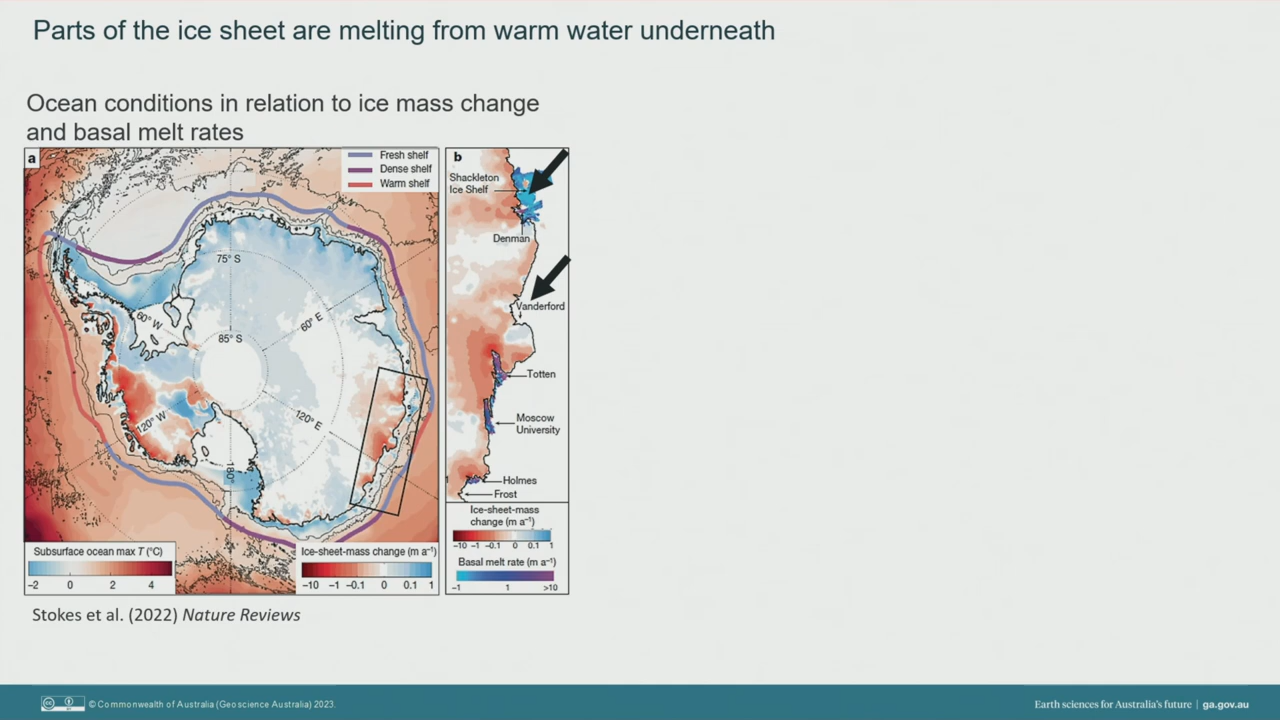 Parts of the ice sheet are melting from warm water underneath
Ocean conditions in relation to ice mass change
and basal melt rates
a
Fresh shelf
Dense shelf
Warm shelf
75° S
60° W
60° E
85° S
120° W
120° E
180°
Subsurface ocean max T (°C)
−2 0 2 4
Ice-sheet-mass change (m a⁻¹)
−10 −1 −0.1 0 0.1 1
b
Shackleton
Ice Shelf
Denman
Vanderford
Totten
Moscow
University
Holmes
Frost
Ice-sheet-mass
change (m a⁻¹)
−10 −1 −0.1 0 0.1 1
Basal melt rate (m a⁻¹)
−1 1 >10
Stokes et al. (2022) Nature Reviews
© Commonwealth of Australia (Geoscience Australia) 2023.
Earth sciences for Australia's future | ga.gov.au